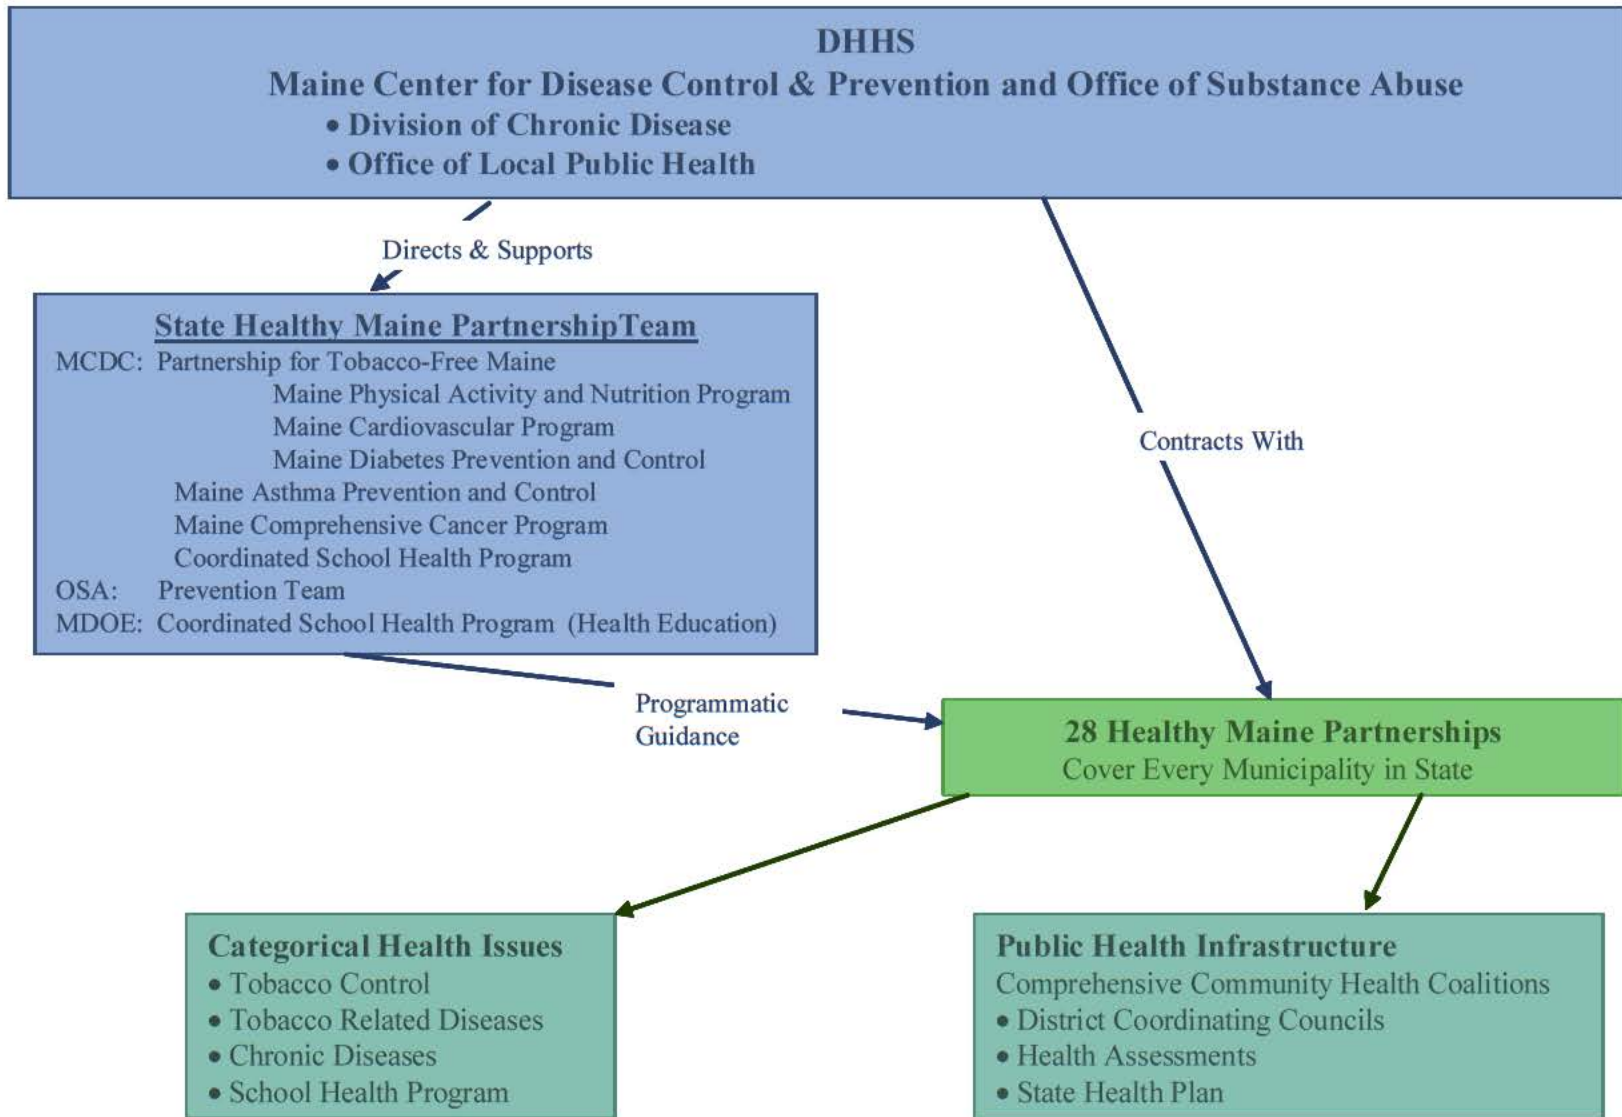 DHHS
Maine Center for Disease Control & Prevention and Office of Substance Abuse
• Division of Chronic Disease
• Office of Local Public Health
Directs & Supports
State Healthy Maine PartnershipTeam
MCDC: Partnership for Tobacco-Free Maine
Maine Physical Activity and Nutrition Program
Maine Cardiovascular Program
Maine Diabetes Prevention and Control
Maine Asthma Prevention and Control
Maine Comprehensive Cancer Program
Coordinated School Health Program
OSA: Prevention Team
MDOE: Coordinated School Health Program (Health Education)
Contracts With
Programmatic
Guidance
28 Healthy Maine Partnerships
Cover Every Municipality in State
Categorical Health Issues
• Tobacco Control
• Tobacco Related Diseases
• Chronic Diseases
• School Health Program
Public Health Infrastructure
Comprehensive Community Health Coalitions
• District Coordinating Councils
• Health Assessments
• State Health Plan